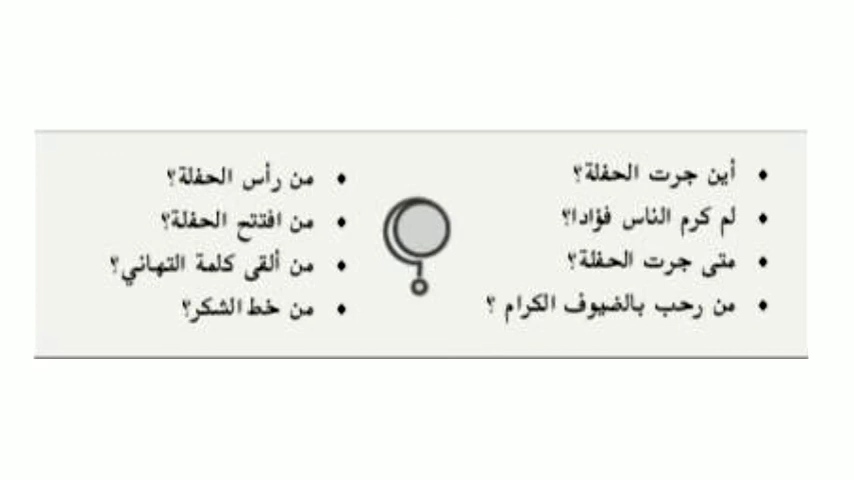 أين جرت الحفلة؟
لم كرم الناس فؤادا؟
متى جرت الحفلة؟
من رحب بالضيوف الكرام ؟
من رأس الحفلة؟
من افتتح الحفلة؟
من ألقى كلمة التهاني؟
من خط الشكر؟